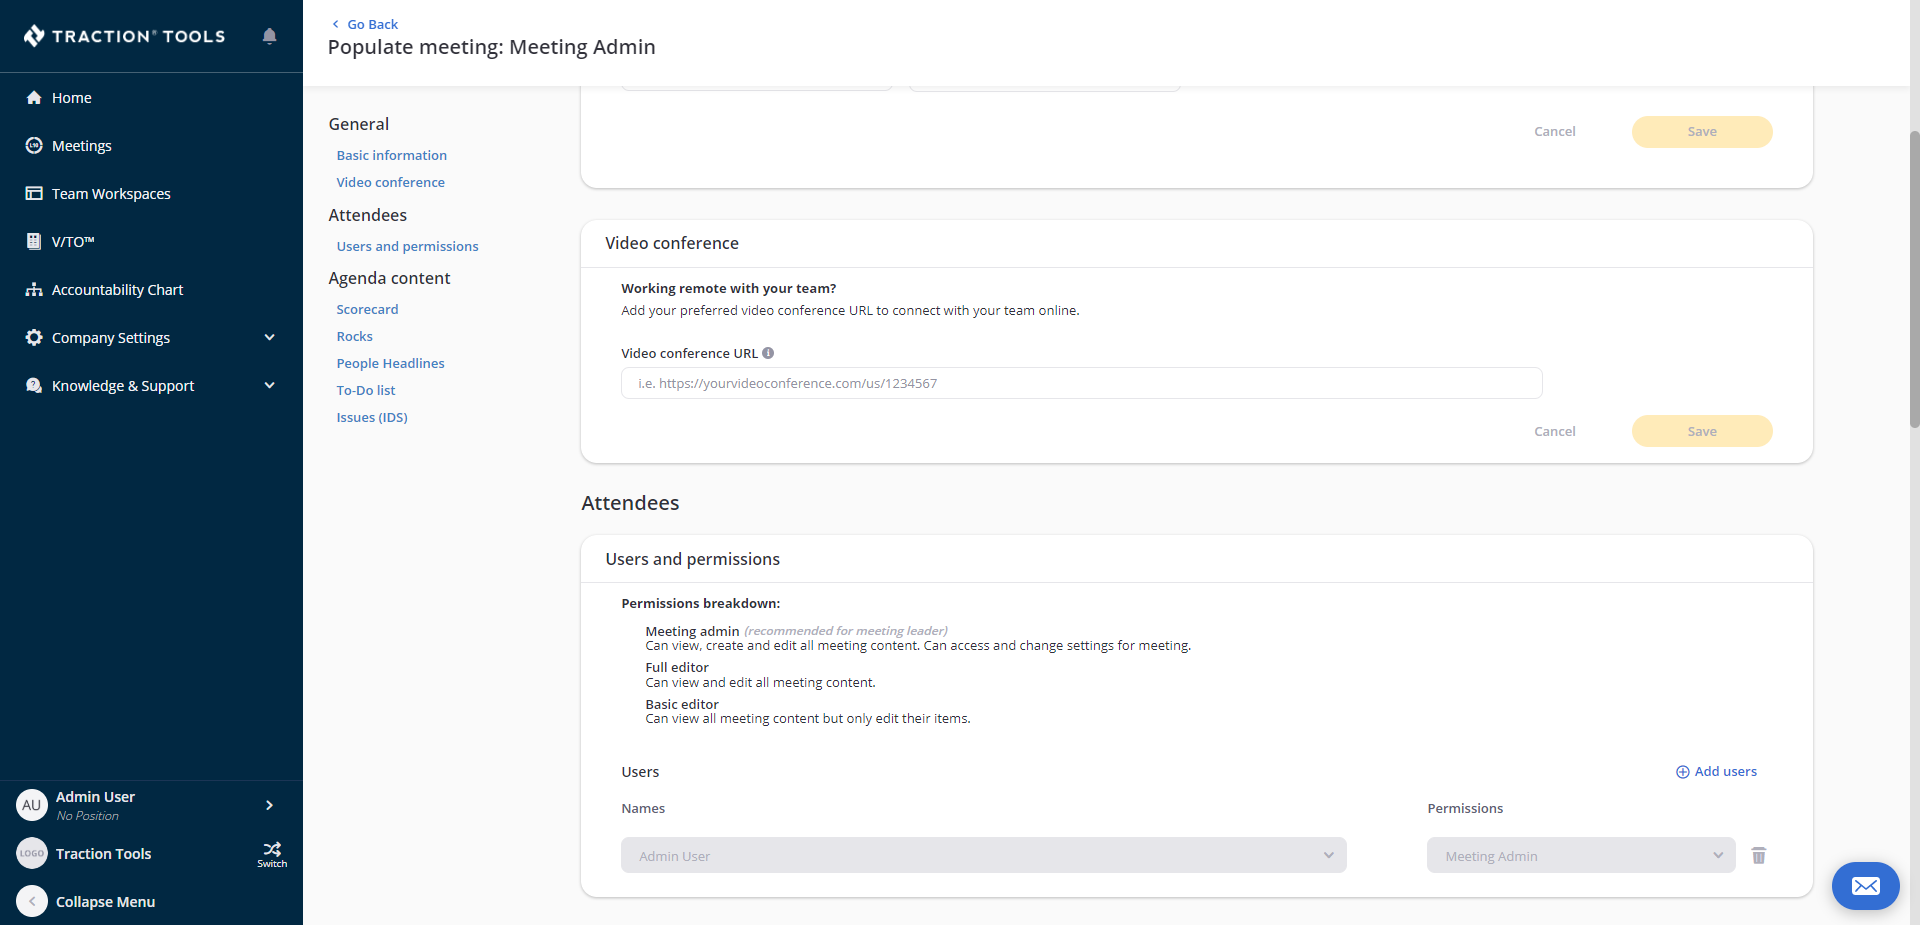 TRACTION® TOOLS
Home
Meetings
Team Workspaces
V/TO™
Accountability Chart
Company Settings
Knowledge & Support
AU
Admin User
No Position
LOGO
Traction Tools
Switch
Collapse Menu
Go Back
Populate meeting: Meeting Admin
General
Basic information
Video conference
Attendees
Users and permissions
Agenda content
Scorecard
Rocks
People Headlines
To-Do list
Issues (IDS)
Cancel
Save
Video conference
Working remote with your team?
Add your preferred video conference URL to connect with your team online.
Video conference URL
i.e. https://yourvideoconference.com/us/1234567
Cancel
Save
Attendees
Users and permissions
Permissions breakdown:
Meeting admin (recommended for meeting leader)
Can view, create and edit all meeting content. Can access and change settings for meeting.
Full editor
Can view and edit all meeting content.
Basic editor
Can view all meeting content but only edit their items.
Users
Add users
Names
Permissions
Admin User
Meeting Admin